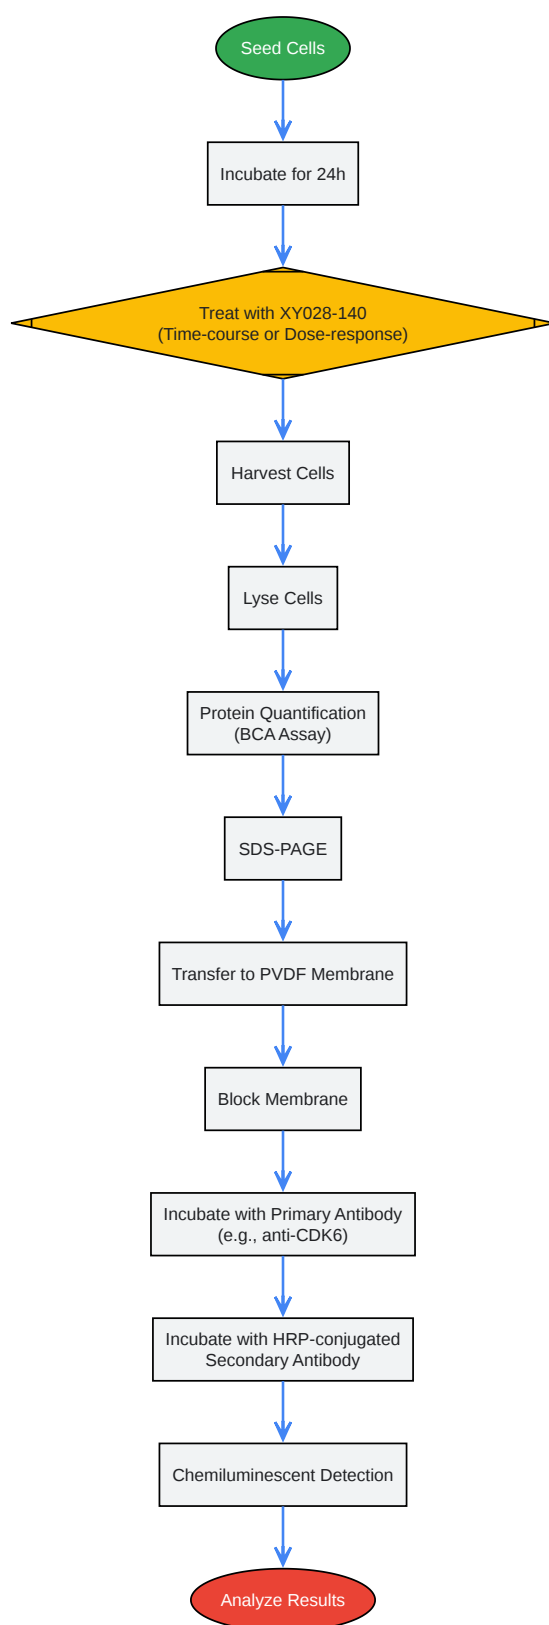 Seed Cells
Incubate for 24h
Treat with XY028-140
(Time-course or Dose-response)
Harvest Cells
Lyse Cells
Protein Quantification
(BCA Assay)
SDS-PAGE
Transfer to PVDF Membrane
Block Membrane
Incubate with Primary Antibody
(e.g., anti-CDK6)
Incubate with HRP-conjugated
Secondary Antibody
Chemiluminescent Detection
Analyze Results